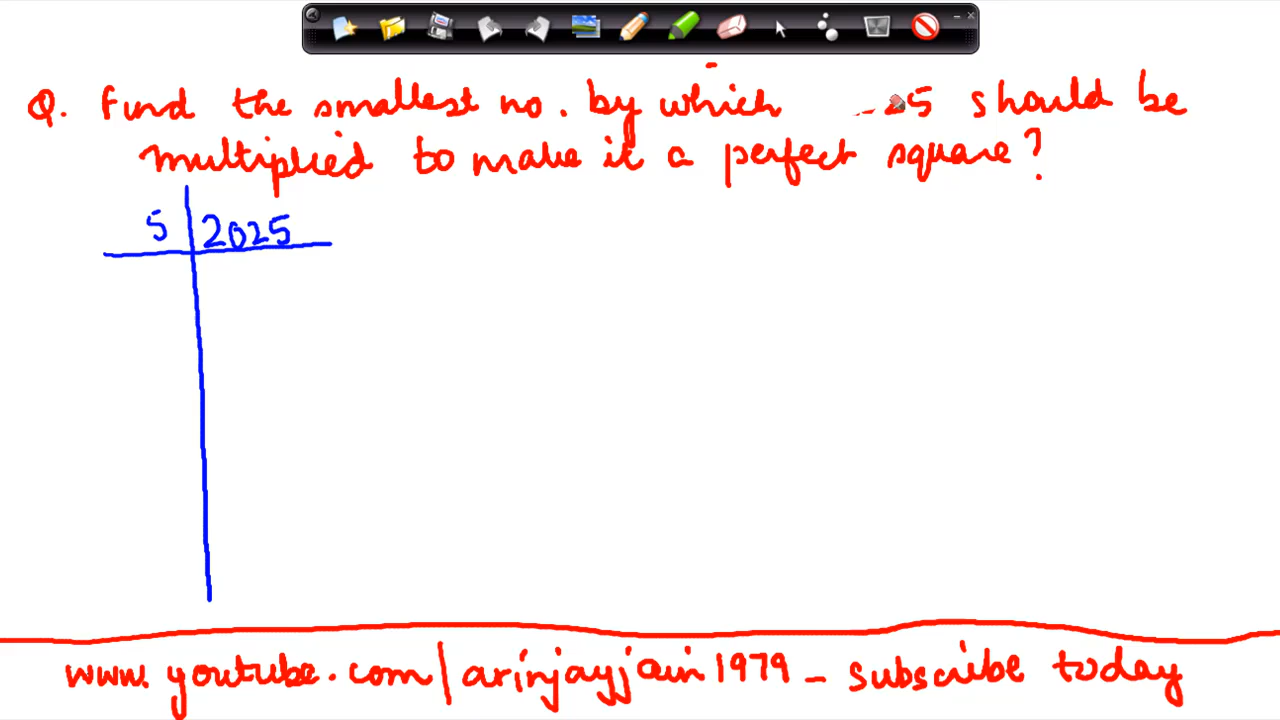 Q. Find the smallest no. by which 25 should be
multiplied to make it a perfect square?
5 2025
www.youtube.com/arinjayjain1979 - subscribe today